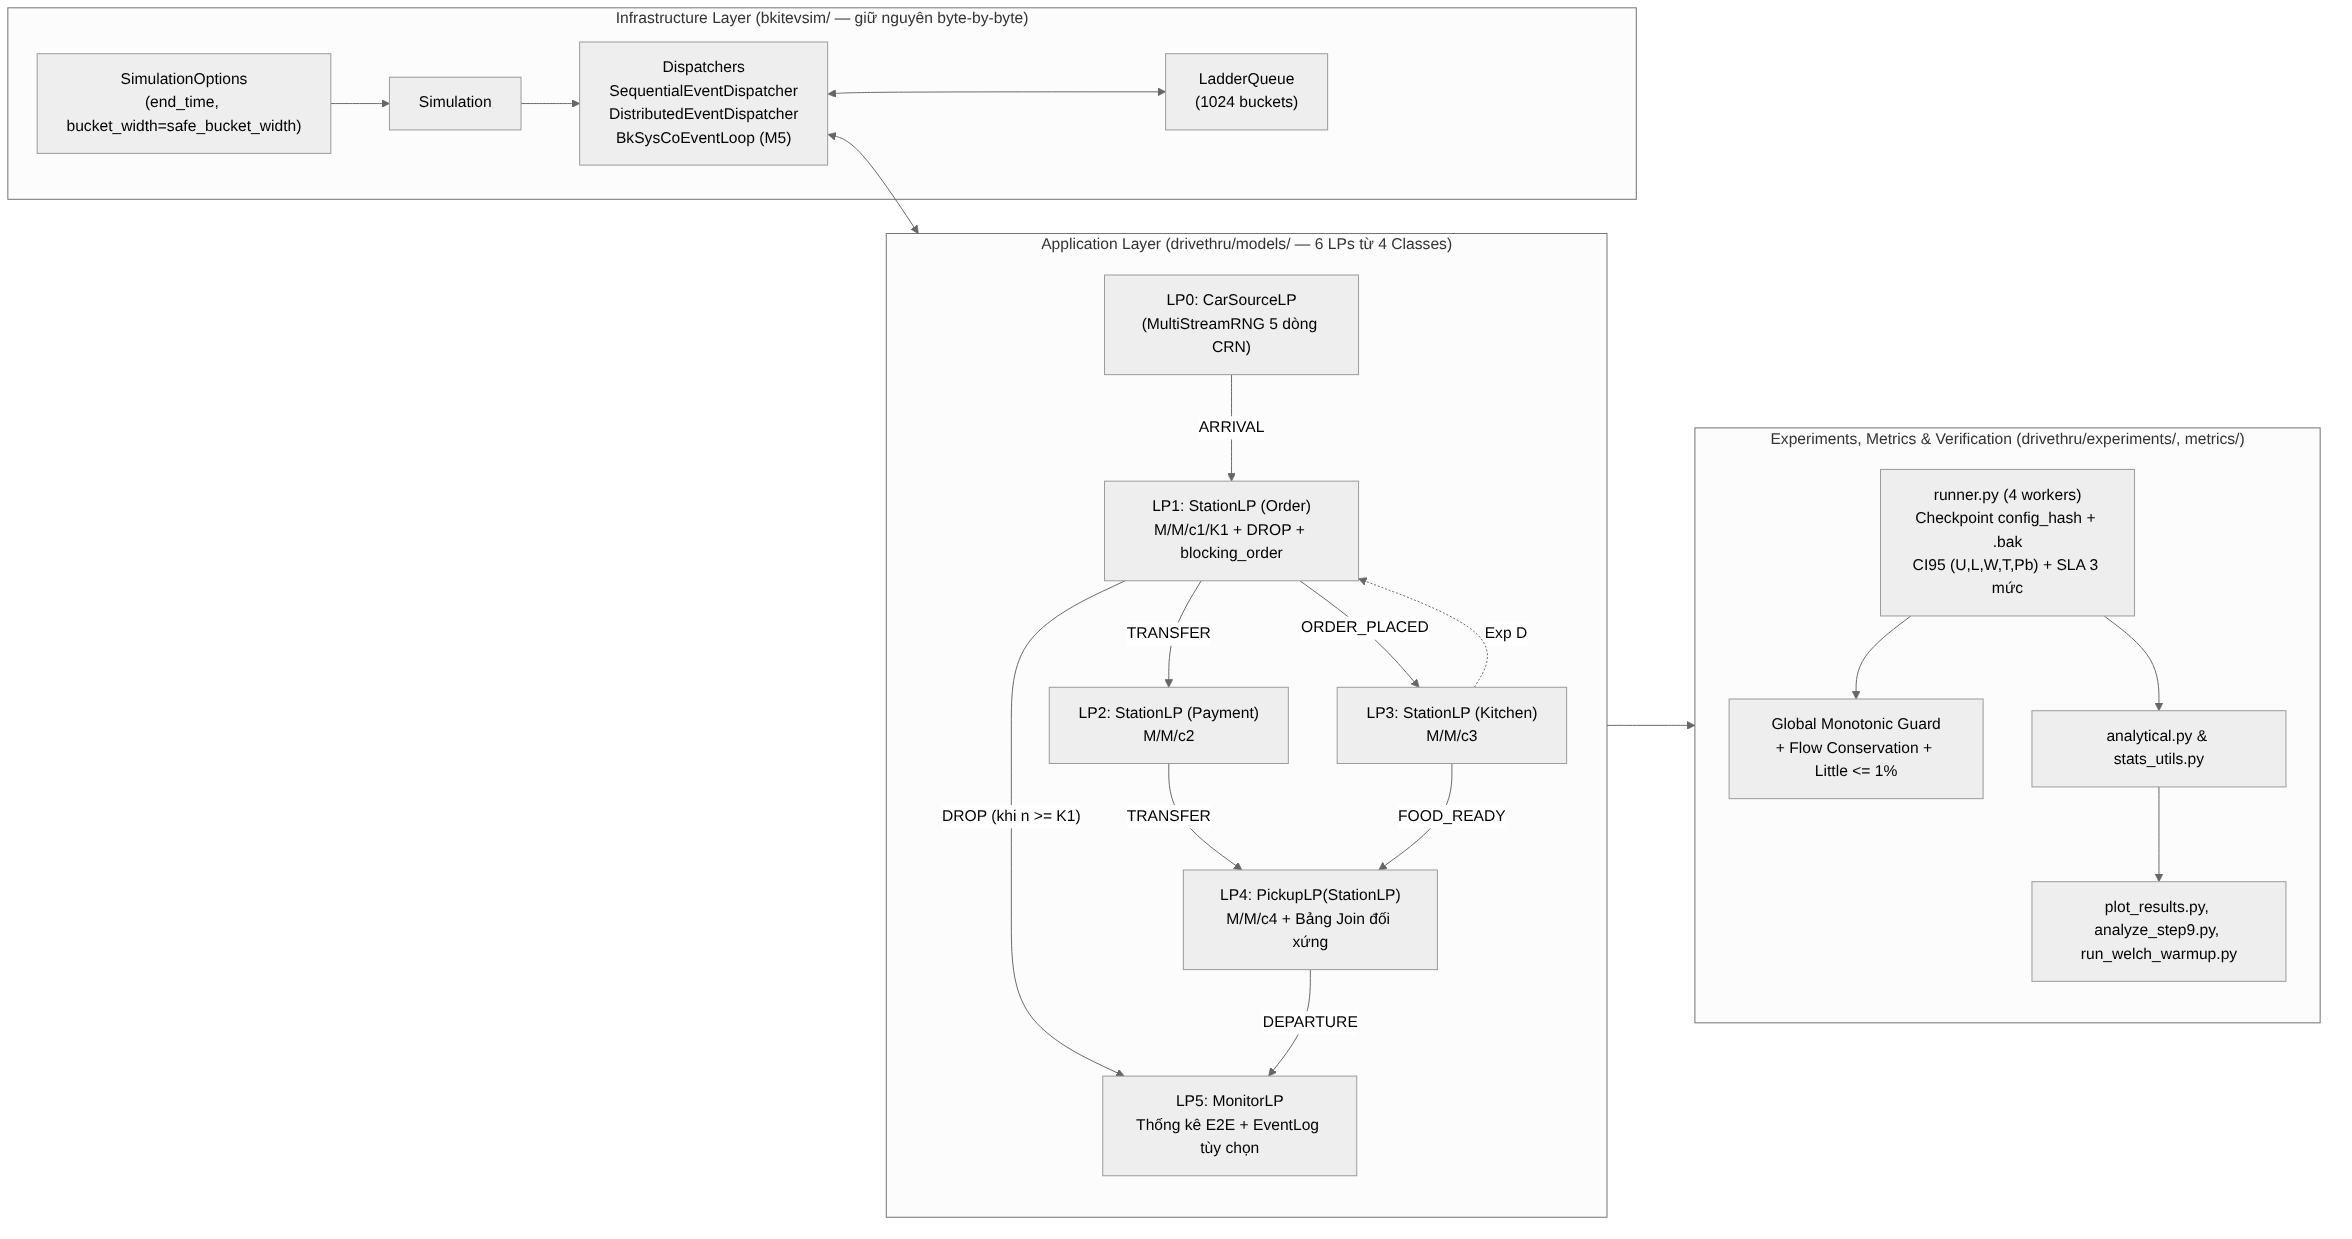 Infrastructure Layer (bkitevsim/ — giữ nguyên byte-by-byte)
SimulationOptions
(end_time,
bucket_width=safe_bucket_width)
Simulation
Dispatchers
SequentialEventDispatcher
DistributedEventDispatcher
BkSysCoEventLoop (M5)
LadderQueue
(1024 buckets)
Application Layer (drivethru/models/ — 6 LPs từ 4 Classes)
LP0: CarSourceLP
(MultiStreamRNG 5 dòng
CRN)
ARRIVAL
LP1: StationLP (Order)
M/M/c1/K1 + DROP +
blocking_order
TRANSFER
ORDER_PLACED
Exp D
LP2: StationLP (Payment)
M/M/c2
LP3: StationLP (Kitchen)
M/M/c3
DROP (khi n >= K1)
TRANSFER
FOOD_READY
LP4: PickupLP(StationLP)
M/M/c4 + Bảng Join đối
xứng
DEPARTURE
LP5: MonitorLP
Thống kê E2E + EventLog
tùy chọn
Experiments, Metrics & Verification (drivethru/experiments/, metrics/)
runner.py (4 workers)
Checkpoint config_hash +
.bak
CI95 (U,L,W,T,Pb) + SLA 3
mức
Global Monotonic Guard
+ Flow Conservation +
Little <= 1%
analytical.py &
stats_utils.py
plot_results.py,
analyze_step9.py,
run_welch_warmup.py